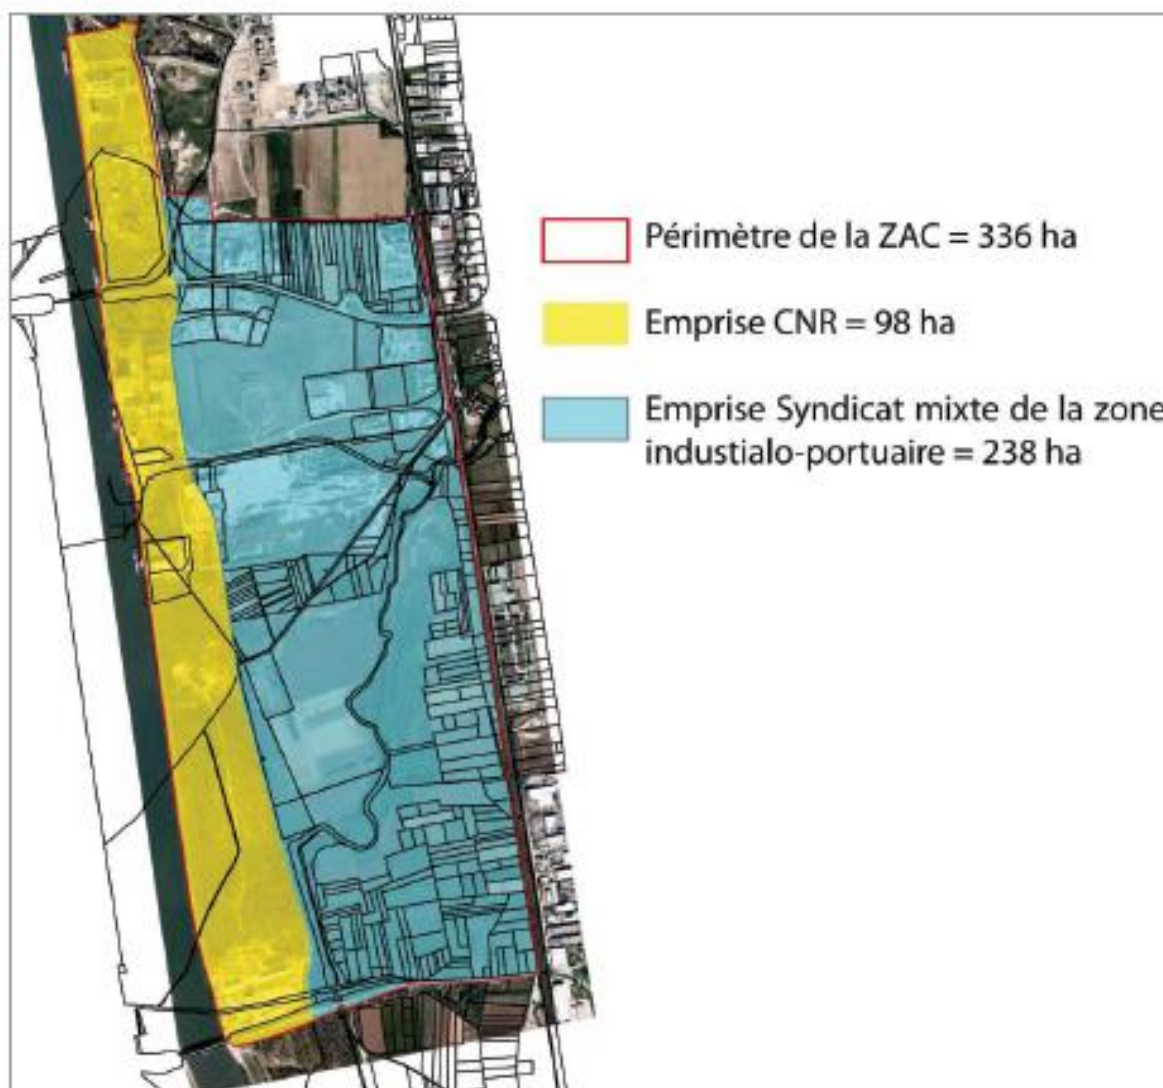 Périmètre de la ZAC = 336 ha
Emprise CNR = 98 ha
Emprise Syndicat mixte de la zone
industialo-portuaire = 238 ha